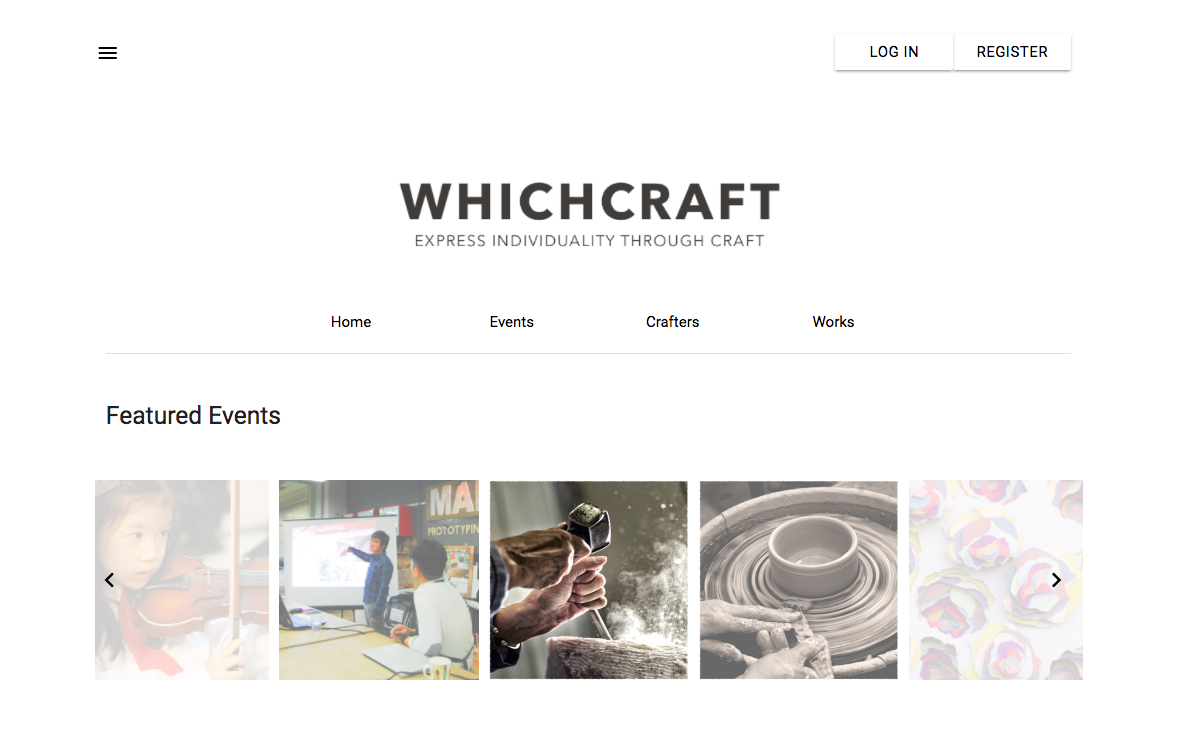 LOG IN REGISTER
WHICHCRAFT
EXPRESS INDIVIDUALITY THROUGH CRAFT
Home Events Crafters Works
Featured Events
MA
PROTOTYPIN